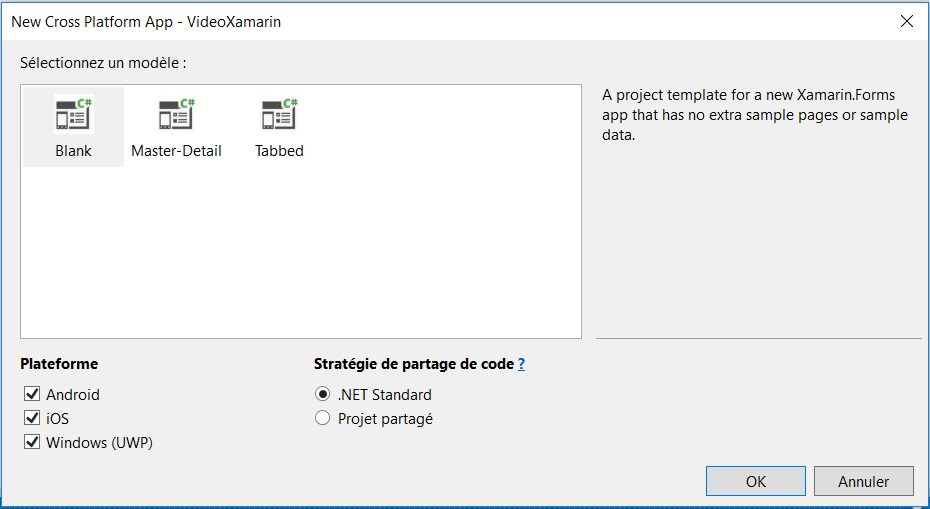 New Cross Platform App - VideoXamarin
Sélectionnez un modèle :
C# C# C#
Blank Master-Detail Tabbed
A project template for a new Xamarin.Forms
app that has no extra sample pages or sample
data.
Plateforme
Android
iOS
Windows (UWP)
Stratégie de partage de code ?
.NET Standard
Projet partagé
OK Annuler